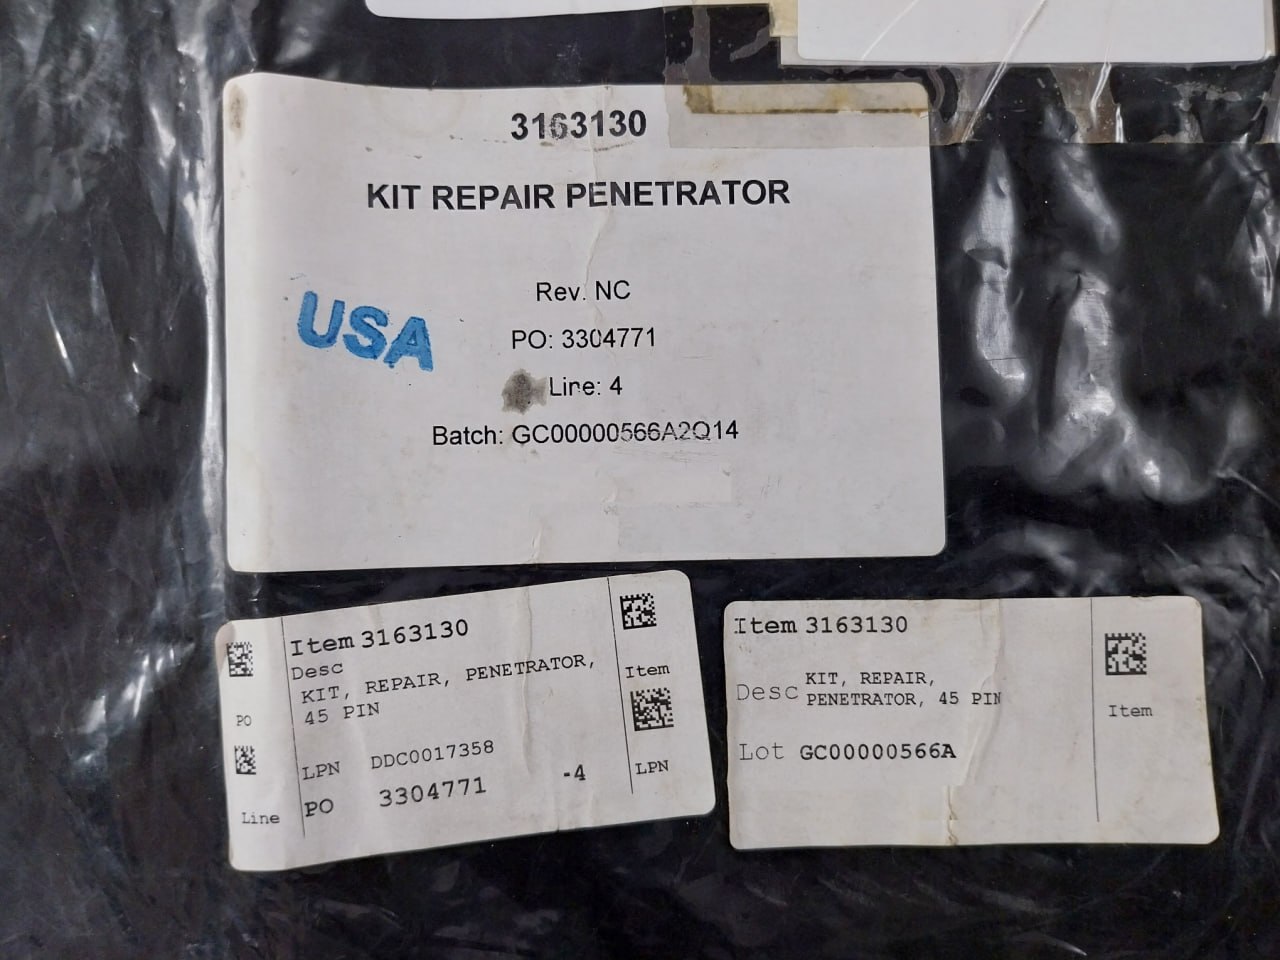 3163130
KIT REPAIR PENETRATOR
Rev. NC
USA
PO: 3304771
Line: 4
Batch: GC00000566A2Q14
PO
Line
Item 3163130
Desc
KIT, REPAIR, PENETRATOR,
45 PIN
LPN DDC0017358
PO 3304771 -4
Item
LPN
Item 3163130
Desc KIT, REPAIR,
PENETRATOR, 45 PIN
Lot GC00000566A
Item